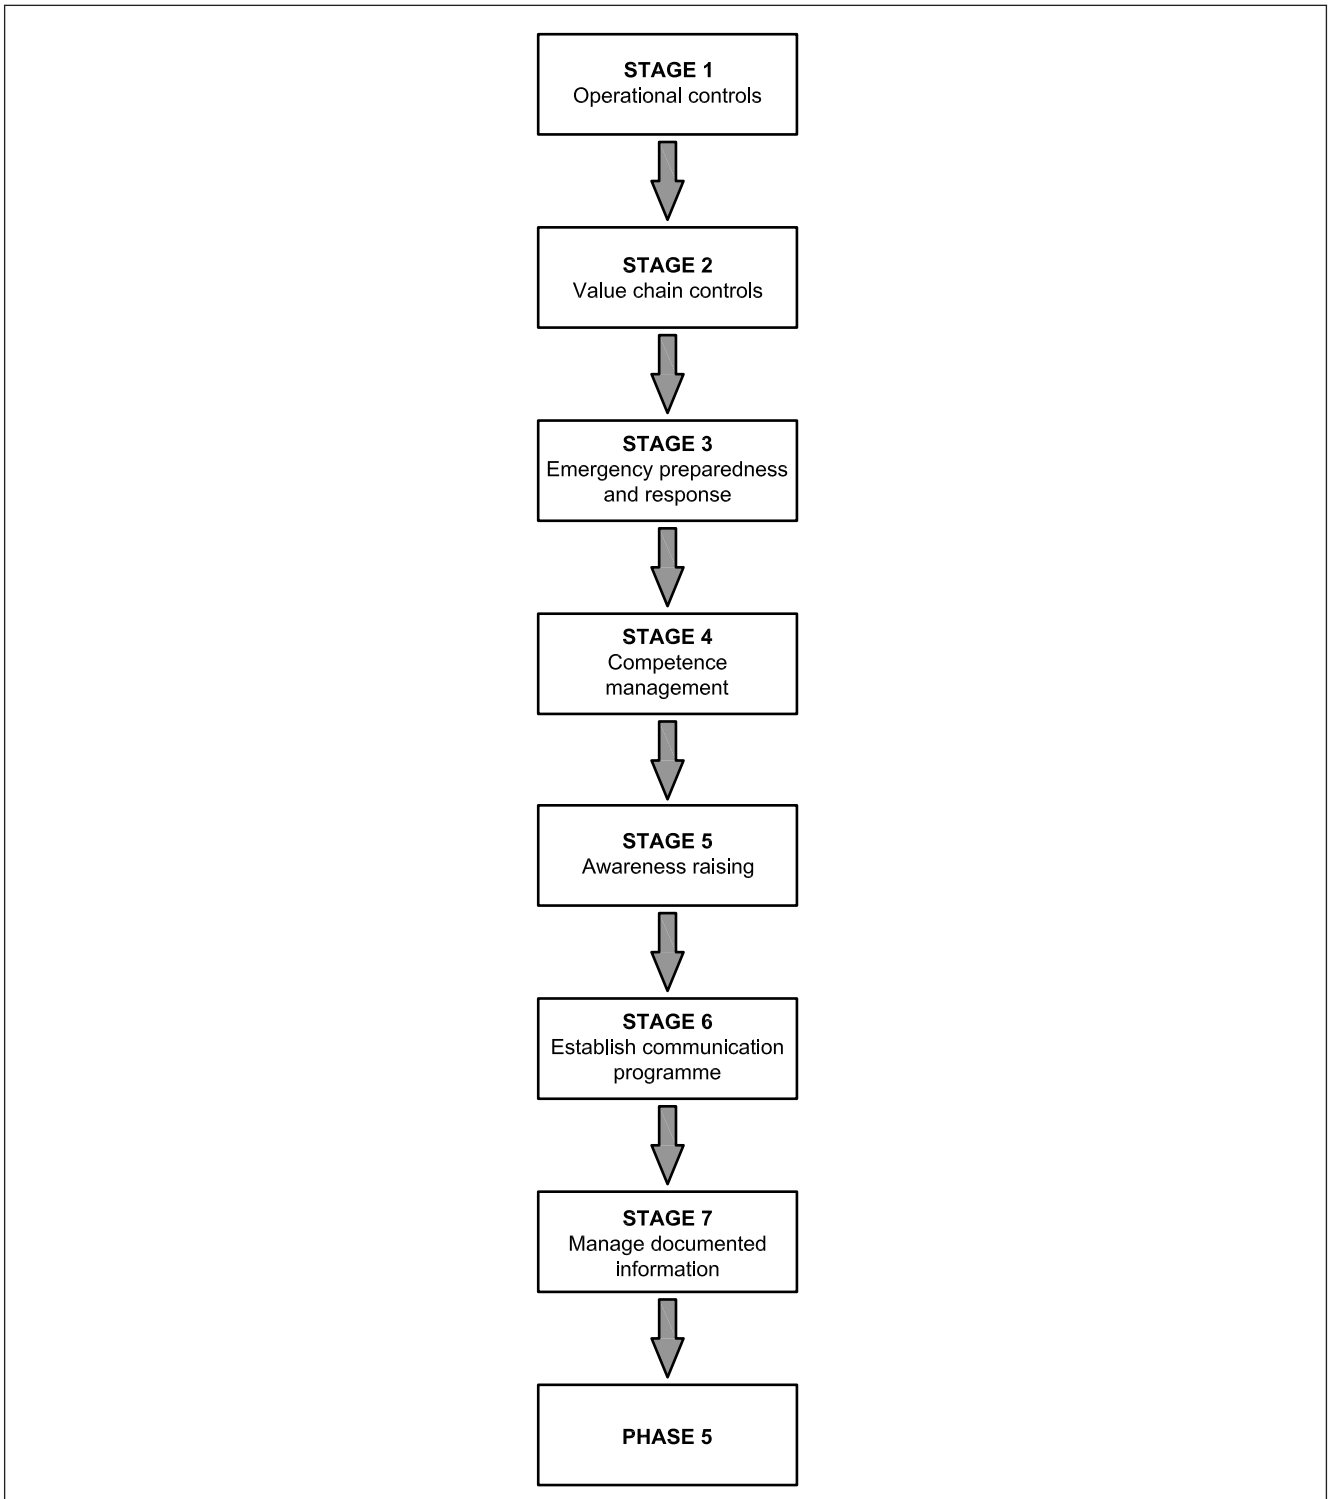 STAGE 1
Operational controls
STAGE 2
Value chain controls
STAGE 3
Emergency preparedness
and response
STAGE 4
Competence
management
STAGE 5
Awareness raising
STAGE 6
Establish communication
programme
STAGE 7
Manage documented
information
PHASE 5